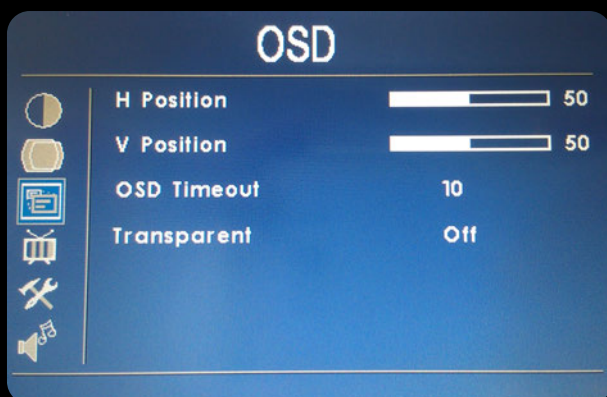 OSD
H Position 50
V Position 50
OSD Timeout 10
Transparent Off